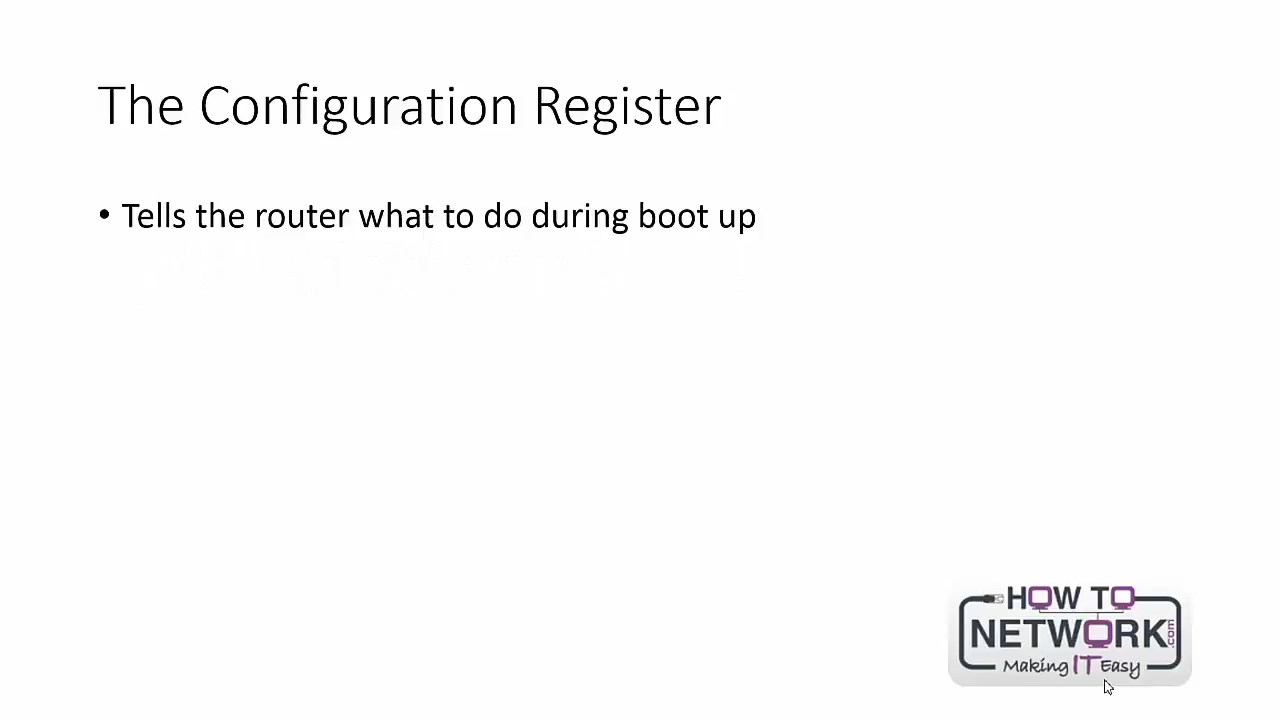 The Configuration Register
• Tells the router what to do during boot up
HOW TO
NETWORK.com
Making IT Easy